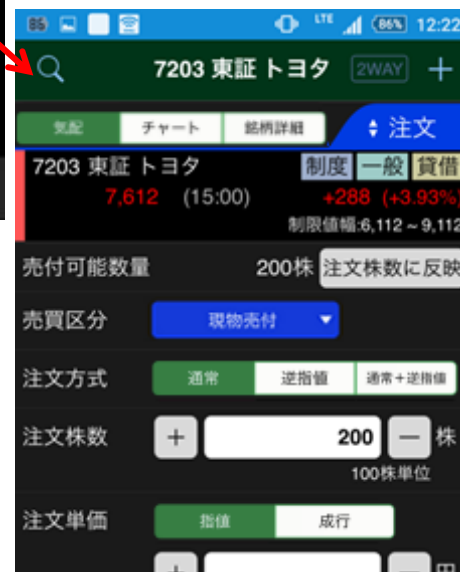 86 LTE 86% 12:22
7203 東証 トヨタ 2WAY +
気配 チャート 銘柄詳細 注文
7203 東証 トヨタ 制度 一般 貸借
7,612 (15:00) +288 (+3.93%)
制限値幅:6,112 ~ 9,112
売付可能数量 200株 注文株数に反映
売買区分 現物売付
注文方式 通常 逆指値 通常+逆指値
注文株数 + 200 — 株
100株単位
注文単価 指値 成行
+ — 円